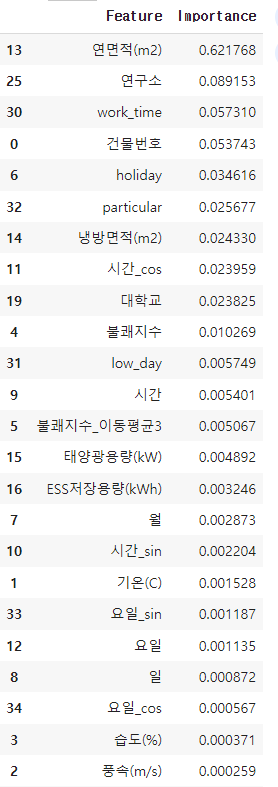 Feature Importance
13 연면적(m2) 0.621768
25 연구소 0.089153
30 work_time 0.057310
0 건물번호 0.053743
6 holiday 0.034616
32 particular 0.025677
14 냉방면적(m2) 0.024330
11 시간_cos 0.023959
19 대학교 0.023825
4 불쾌지수 0.010269
31 low_day 0.005749
9 시간 0.005401
5 불쾌지수_이동평균3 0.005067
15 태양광용량(kW) 0.004892
16 ESS저장용량(kWh) 0.003246
7 월 0.002873
10 시간_sin 0.002204
1 기온(C) 0.001528
33 요일_sin 0.001187
12 요일 0.001135
8 일 0.000872
34 요일_cos 0.000567
3 습도(%) 0.000371
2 풍속(m/s) 0.000259